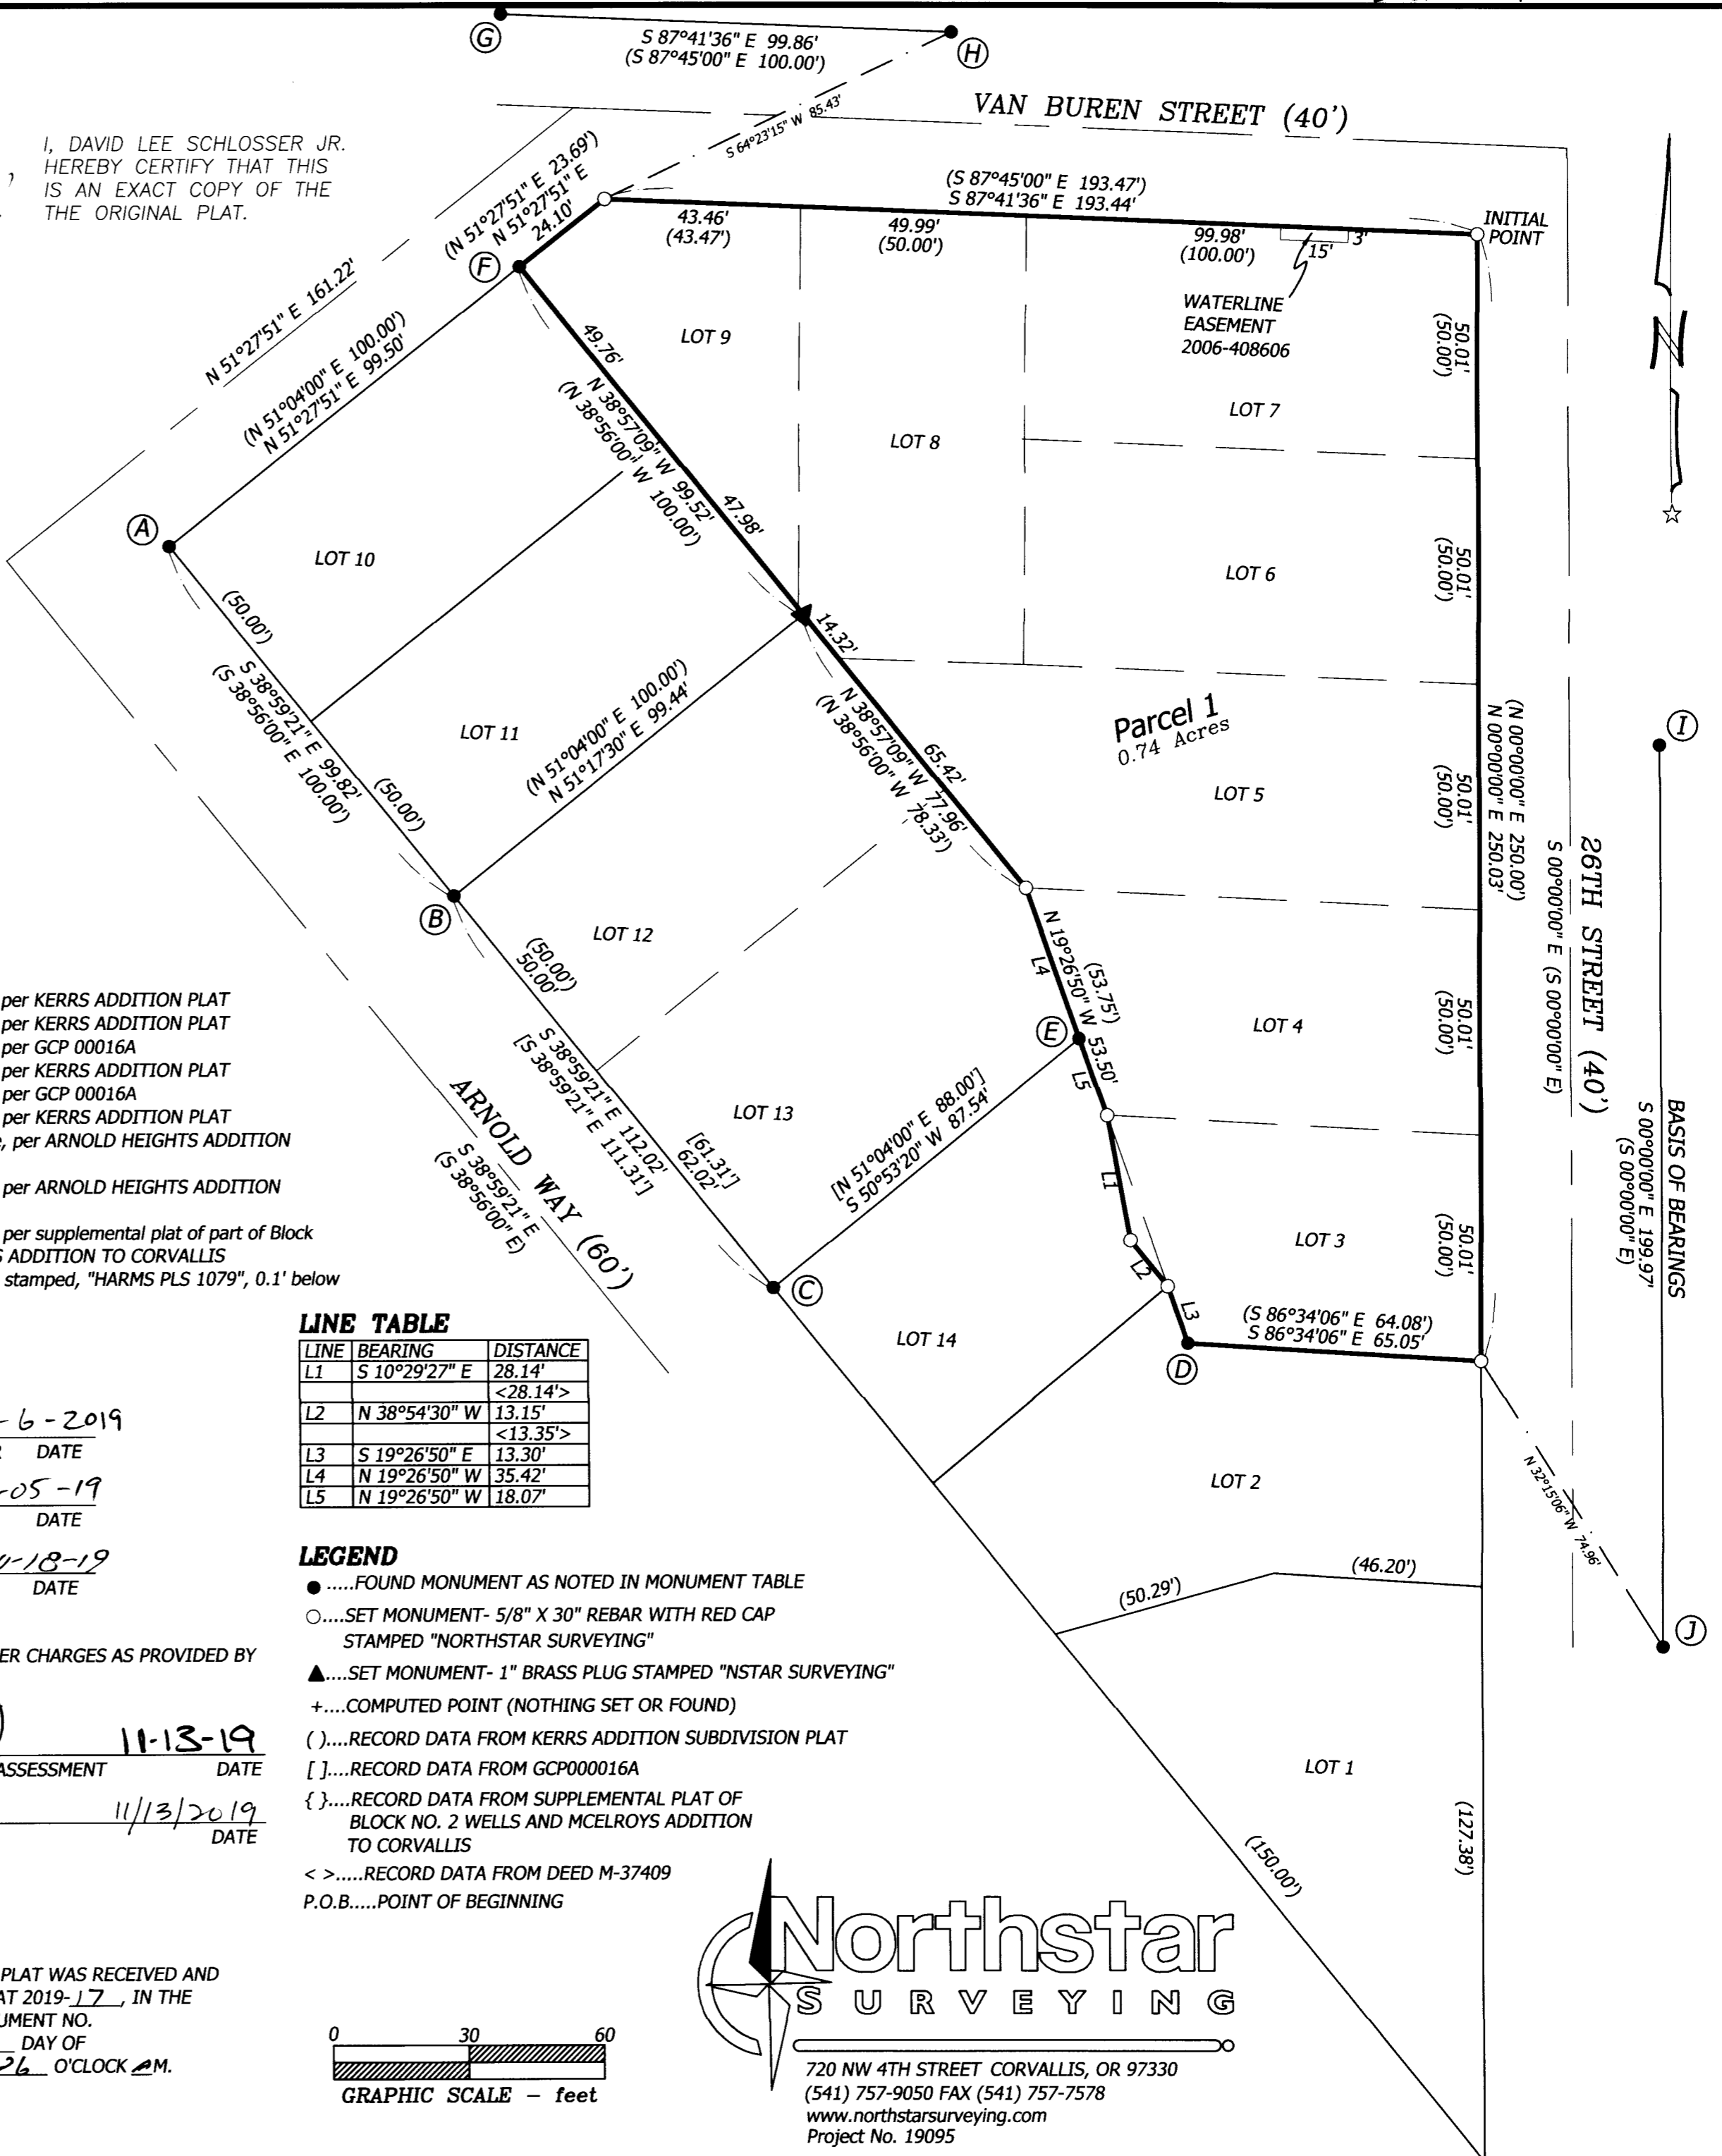 G
S 87°41'36" E 99.86'
(S 87°45'00" E 100.00')
H
S 64°23'15" W 85.43'
VAN BUREN STREET (40')
I, DAVID LEE SCHLOSSER JR.
HEREBY CERTIFY THAT THIS
IS AN EXACT COPY OF THE
THE ORIGINAL PLAT.
(N 51°27'51" E 23.69')
N 51°27'51" E
24.10'
(S 87°45'00" E 193.47')
S 87°41'36" E 193.44'
43.46'
(43.47')
49.99'
(50.00')
99.98'
(100.00')
15'
3'
INITIAL
POINT
WATERLINE
EASEMENT
2006-408606
N
F
N 51°27'51" E 161.22'
(N 51°04'00" E 100.00')
N 51°27'51" E 99.50'
49.76'
N 38°57'09" W 99.52'
(N 38°56'00" W 100.00')
47.98'
LOT 9
LOT 8
LOT 7
50.01'
(50.00')
A
LOT 10
LOT 6
50.01'
(50.00')
(50.00')
S 38°59'21" E 99.82'
(S 38°56'00" E 100.00')
(50.00')
LOT 11
(N 51°04'00" E 100.00')
N 51°17'30" E 99.44'
14.32'
N 38°57'09" W 77.96'
(N 38°56'00" W 78.33')
65.42'
Parcel 1
0.74 Acres
LOT 5
50.01'
(50.00')
(N 00°00'00" E 250.00')
N 00°00'00" E 250.03'
S 00°00'00" E (S 00°00'00" E)
26TH STREET (40')
I
BASIS OF BEARINGS
S 00°00'00" E 199.97'
(S 00°00'00" E)
B
LOT 12
(50.00')
50.00'
S 38°59'21" E 112.02'
[S 38°59'21" E 111.31']
[61.31']
62.02'
LOT 13
[N 51°04'00" E 88.00']
S 50°53'20" W 87.54'
L4
N 19°26'50" W 53.50'
(53.75')
E
L5
LOT 4
50.01'
(50.00')
L1
L2
L3
LOT 3
50.01'
(50.00')
(S 86°34'06" E 64.08')
S 86°34'06" E 65.05'
D
ARNOLD WAY (60')
S 38°59'21" E
(S 38°56'00" E)
C
LOT 14
LOT 2
N 32°15'06" W 74.96'
J
(50.29')
(46.20')
LOT 1
(127.38')
(150.00')
per KERRS ADDITION PLAT
per KERRS ADDITION PLAT
per GCP 00016A
per KERRS ADDITION PLAT
per GCP 00016A
per KERRS ADDITION PLAT
, per ARNOLD HEIGHTS ADDITION
per ARNOLD HEIGHTS ADDITION
per supplemental plat of part of Block
ADDITION TO CORVALLIS
stamped, "HARMS PLS 1079", 0.1' below
LINE TABLE
LINE BEARING DISTANCE
L1 S 10°29'27" E 28.14'
<28.14'>
L2 N 38°54'30" W 13.15'
<13.35'>
L3 S 19°26'50" E 13.30'
L4 N 19°26'50" W 35.42'
L5 N 19°26'50" W 18.07'
-6-2019
DATE
-05-19
DATE
-18-19
DATE
ER CHARGES AS PROVIDED BY
11-13-19
ASSESSMENT DATE
11/13/2019
DATE
LEGEND
● .....FOUND MONUMENT AS NOTED IN MONUMENT TABLE
○....SET MONUMENT- 5/8" X 30" REBAR WITH RED CAP
STAMPED "NORTHSTAR SURVEYING"
▲....SET MONUMENT- 1" BRASS PLUG STAMPED "NSTAR SURVEYING"
+....COMPUTED POINT (NOTHING SET OR FOUND)
( )....RECORD DATA FROM KERRS ADDITION SUBDIVISION PLAT
[ ]....RECORD DATA FROM GCP000016A
{ }....RECORD DATA FROM SUPPLEMENTAL PLAT OF
BLOCK NO. 2 WELLS AND MCELROYS ADDITION
TO CORVALLIS
< >.....RECORD DATA FROM DEED M-37409
P.O.B.....POINT OF BEGINNING
PLAT WAS RECEIVED AND
AT 2019-17, IN THE
UMENT NO.
DAY OF
26 O'CLOCK AM.
0 30 60
GRAPHIC SCALE - feet
Northstar
SURVEYING
720 NW 4TH STREET CORVALLIS, OR 97330
(541) 757-9050 FAX (541) 757-7578
www.northstarsurveying.com
Project No. 19095